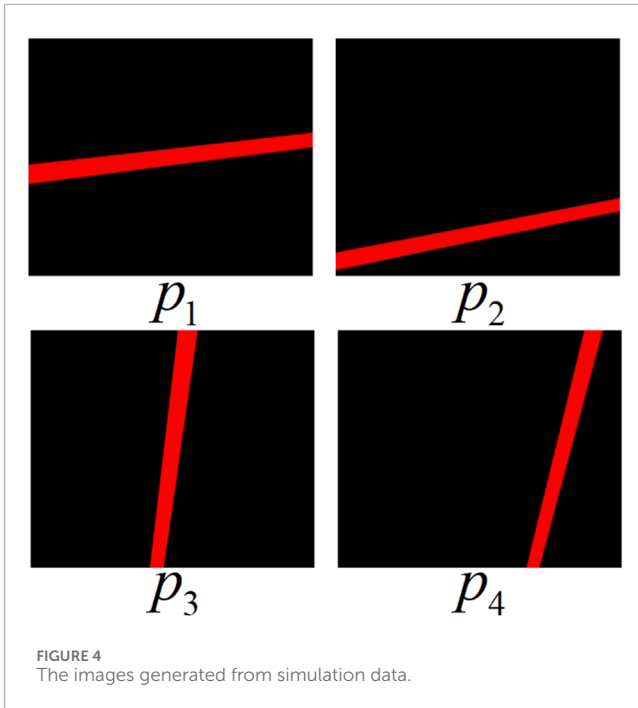 p1
p2
p3
p4
FIGURE 4
The images generated from simulation data.